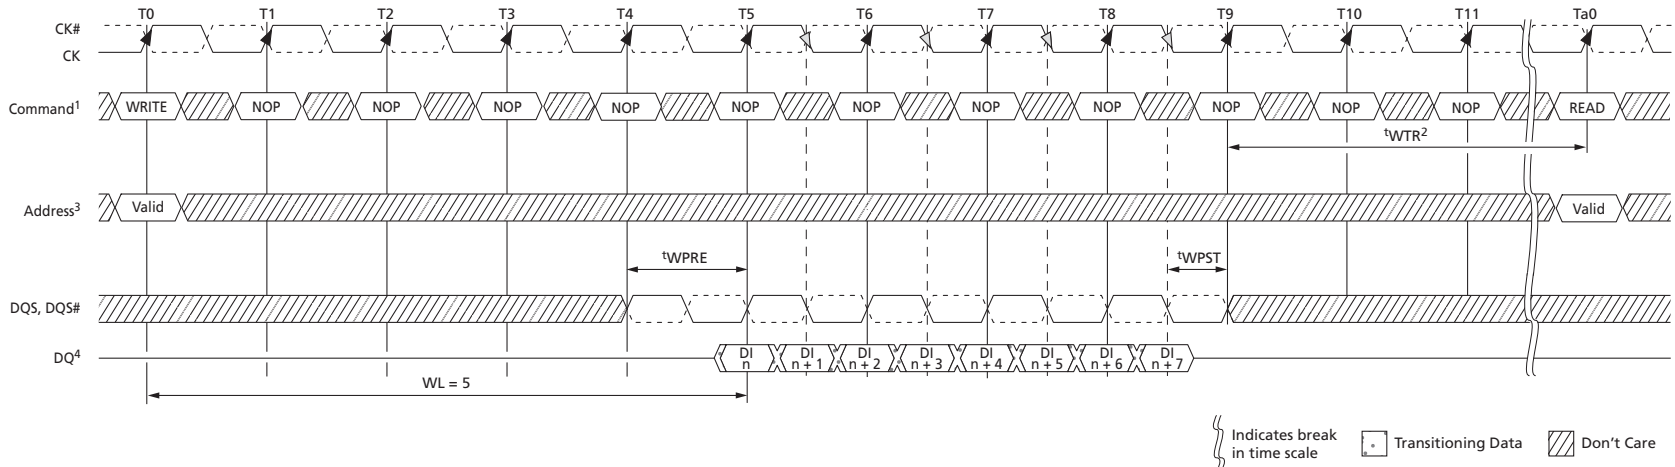 T0 T1 T2 T3 T4 T5 T6 T7 T8 T9 T10 T11 Ta0
CK#
CK
Command1 WRITE NOP NOP NOP NOP NOP NOP NOP NOP NOP NOP NOP READ
tWTR2
Address3 Valid Valid
tWPRE tWPST
DQS, DQS#
DQ4 DI n DI n + 1 DI n + 2 DI n + 3 DI n + 4 DI n + 5 DI n + 6 DI n + 7
WL = 5
Indicates break
in time scale
Transitioning Data
Don't Care